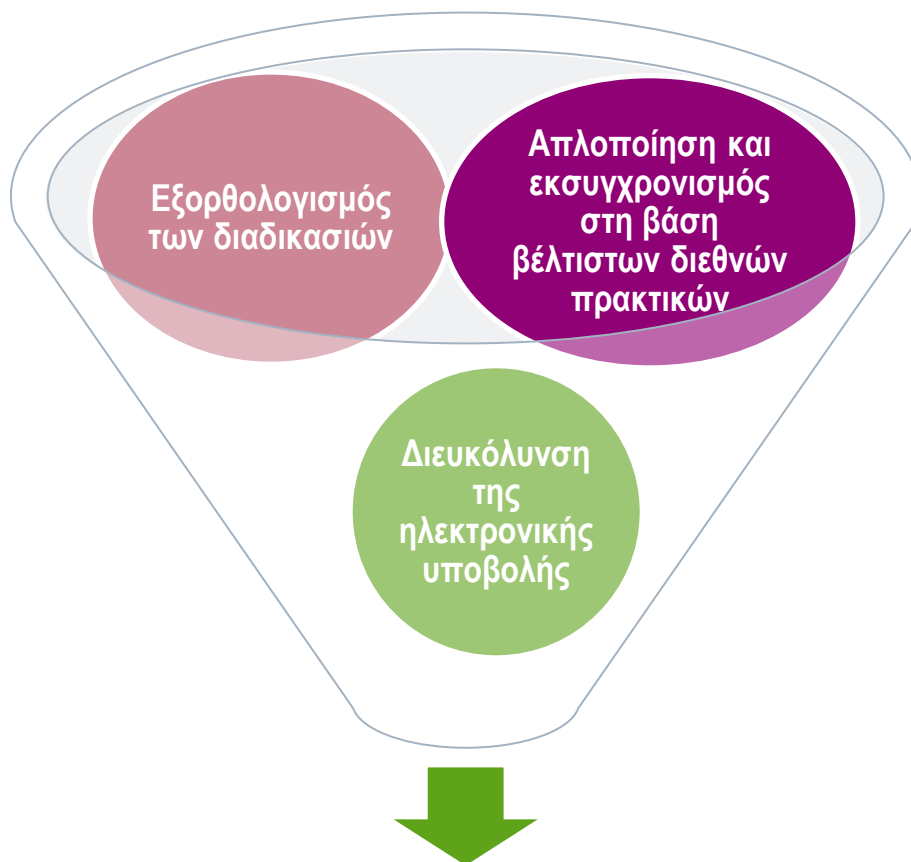 Εξορθολογισμός
των διαδικασιών
Απλοποίηση και
εκσυγχρονισμός
στη βάση
βέλτιστων διεθνών
πρακτικών
Διευκόλυνση
της
ηλεκτρονικής
υποβολής